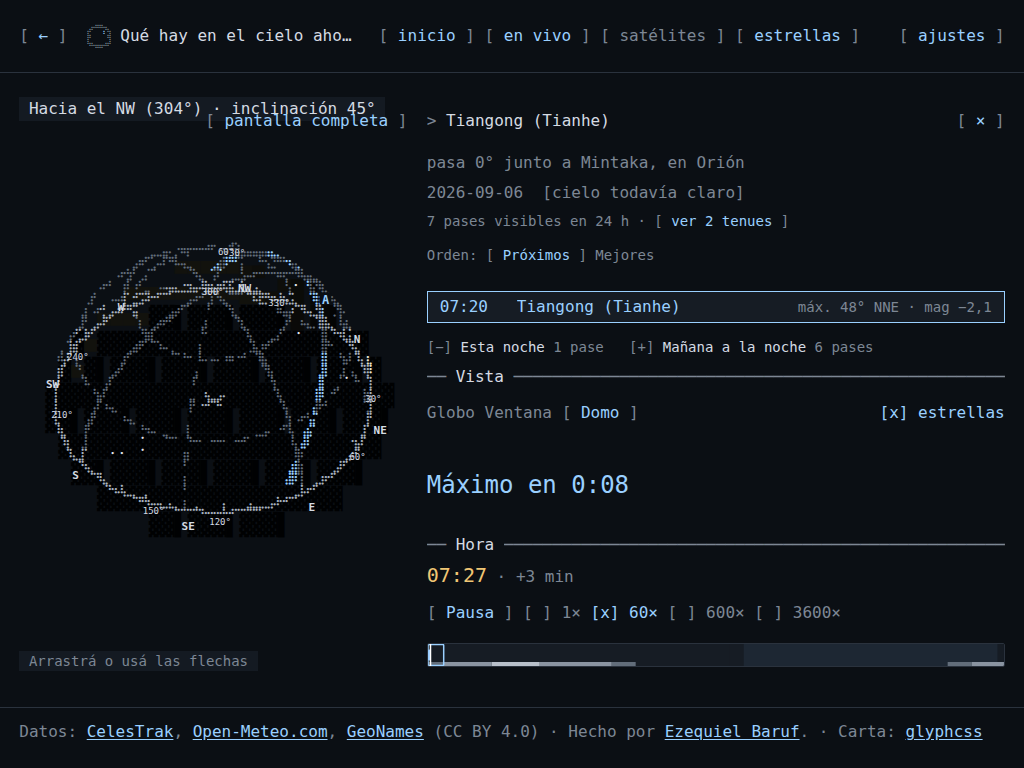 [ ← ] Qué hay en el cielo aho… [ inicio ] [ en vivo ] [ satélites ] [ estrellas ] [ ajustes ]
Hacia el NW (304°) · inclinación 45°
[ pantalla completa ]
60°
30°
300°
NW
330°
A
W
N
240°
SW
30°
210°
NE
60°
S
150°
E
SE
120°
Arrastrá o usá las flechas
> Tiangong (Tianhe) [ × ]
pasa 0° junto a Mintaka, en Orión
2026-09-06 [cielo todavía claro]
7 pases visibles en 24 h · [ ver 2 tenues ]
Orden: [ Próximos ] Mejores
07:20 Tiangong (Tianhe) máx. 48° NNE · mag −2,1
[−] Esta noche 1 pase [+] Mañana a la noche 6 pases
Vista
Globo Ventana [ Domo ] [x] estrellas
Máximo en 0:08
Hora
07:27 · +3 min
[ Pausa ] [ ] 1× [x] 60× [ ] 600× [ ] 3600×
Datos: CelesTrak, Open-Meteo.com, GeoNames (CC BY 4.0) · Hecho por Ezequiel Baruf. · Carta: glyphcss